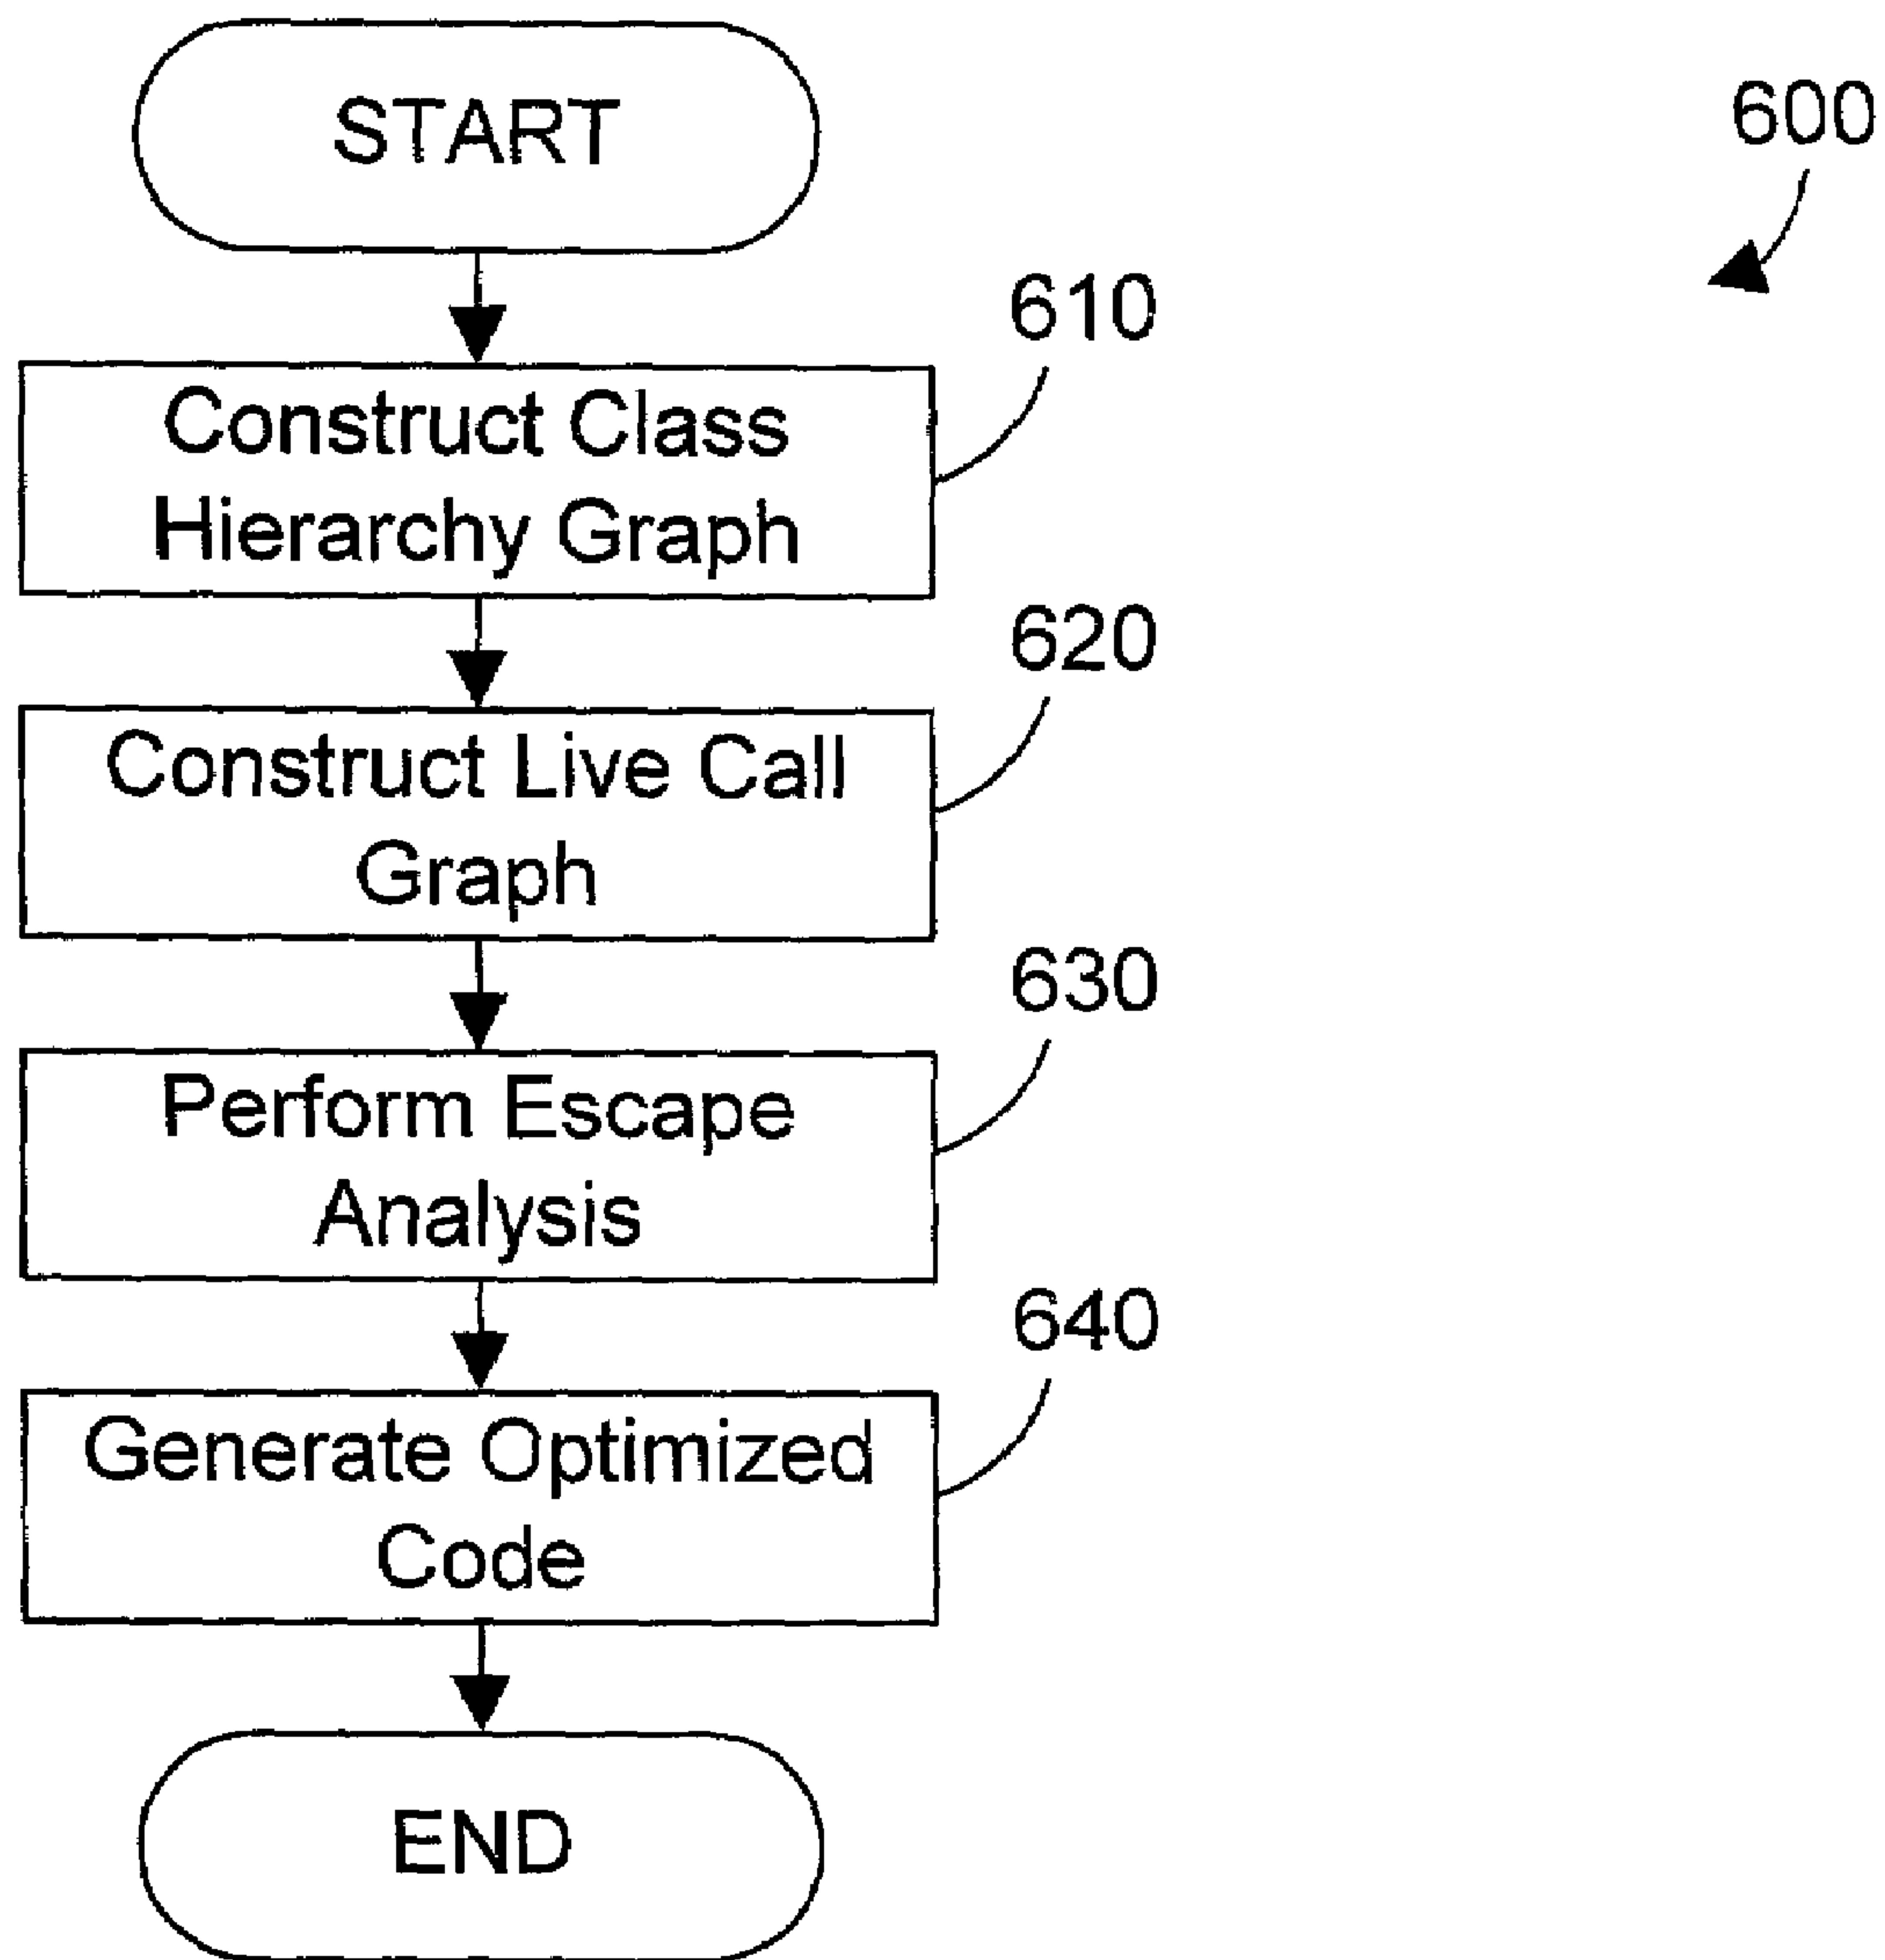 START
600
610
Construct Class
Hierarchy Graph
620
Construct Live Call
Graph
630
Perform Escape
Analysis
640
Generate Optimized
Code
END